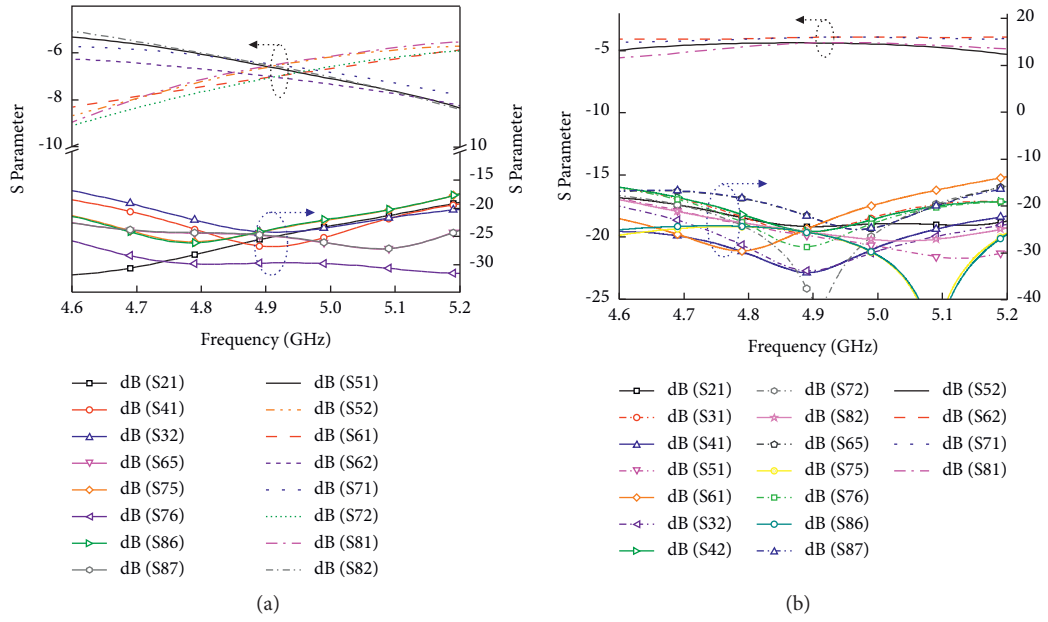 -6
-8
-10
10
-15
-20
-25
-30
S Parameter
S Parameter
4.6 4.7 4.8 4.9 5.0 5.1 5.2
Frequency (GHz)
dB (S21)
dB (S41)
dB (S32)
dB (S65)
dB (S75)
dB (S76)
dB (S86)
dB (S87)
dB (S51)
dB (S52)
dB (S61)
dB (S62)
dB (S71)
dB (S72)
dB (S81)
dB (S82)
(a)
-5
-10
-15
-20
-25
20
10
0
-10
-20
-30
-40
S Parameter
S Parameter
4.6 4.7 4.8 4.9 5.0 5.1 5.2
Frequency (GHz)
dB (S21)
dB (S31)
dB (S41)
dB (S51)
dB (S61)
dB (S32)
dB (S42)
dB (S72)
dB (S82)
dB (S65)
dB (S75)
dB (S76)
dB (S86)
dB (S87)
dB (S52)
dB (S62)
dB (S71)
dB (S81)
(b)